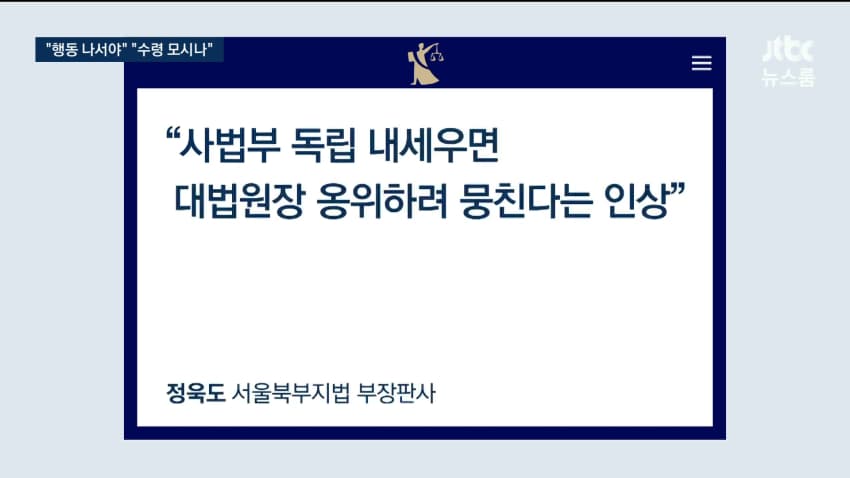 "행동 나서야" "수령 모시나"
jtbc
뉴스룸
“사법부 독립 내세우면
대법원장 옹위하려 뭉친다는 인상”
정욱도 서울북부지법 부장판사